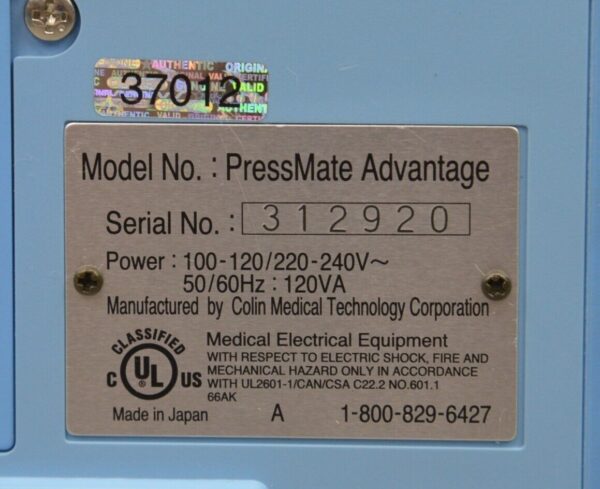 AUTHENTIC ORIGIN
37012
VALID
Model No. : PressMate Advantage
Serial No. : 312920
Power : 100-120/220-240V~
50/60Hz : 120VA
Manufactured by Colin Medical Technology Corporation
CLASSIFIED
C UL US
Medical Electrical Equipment
WITH RESPECT TO ELECTRIC SHOCK, FIRE AND
MECHANICAL HAZARD ONLY IN ACCORDANCE
WITH UL2601-1/CAN/CSA C22.2 NO.601.1
66AK
Made in Japan A 1-800-829-6427